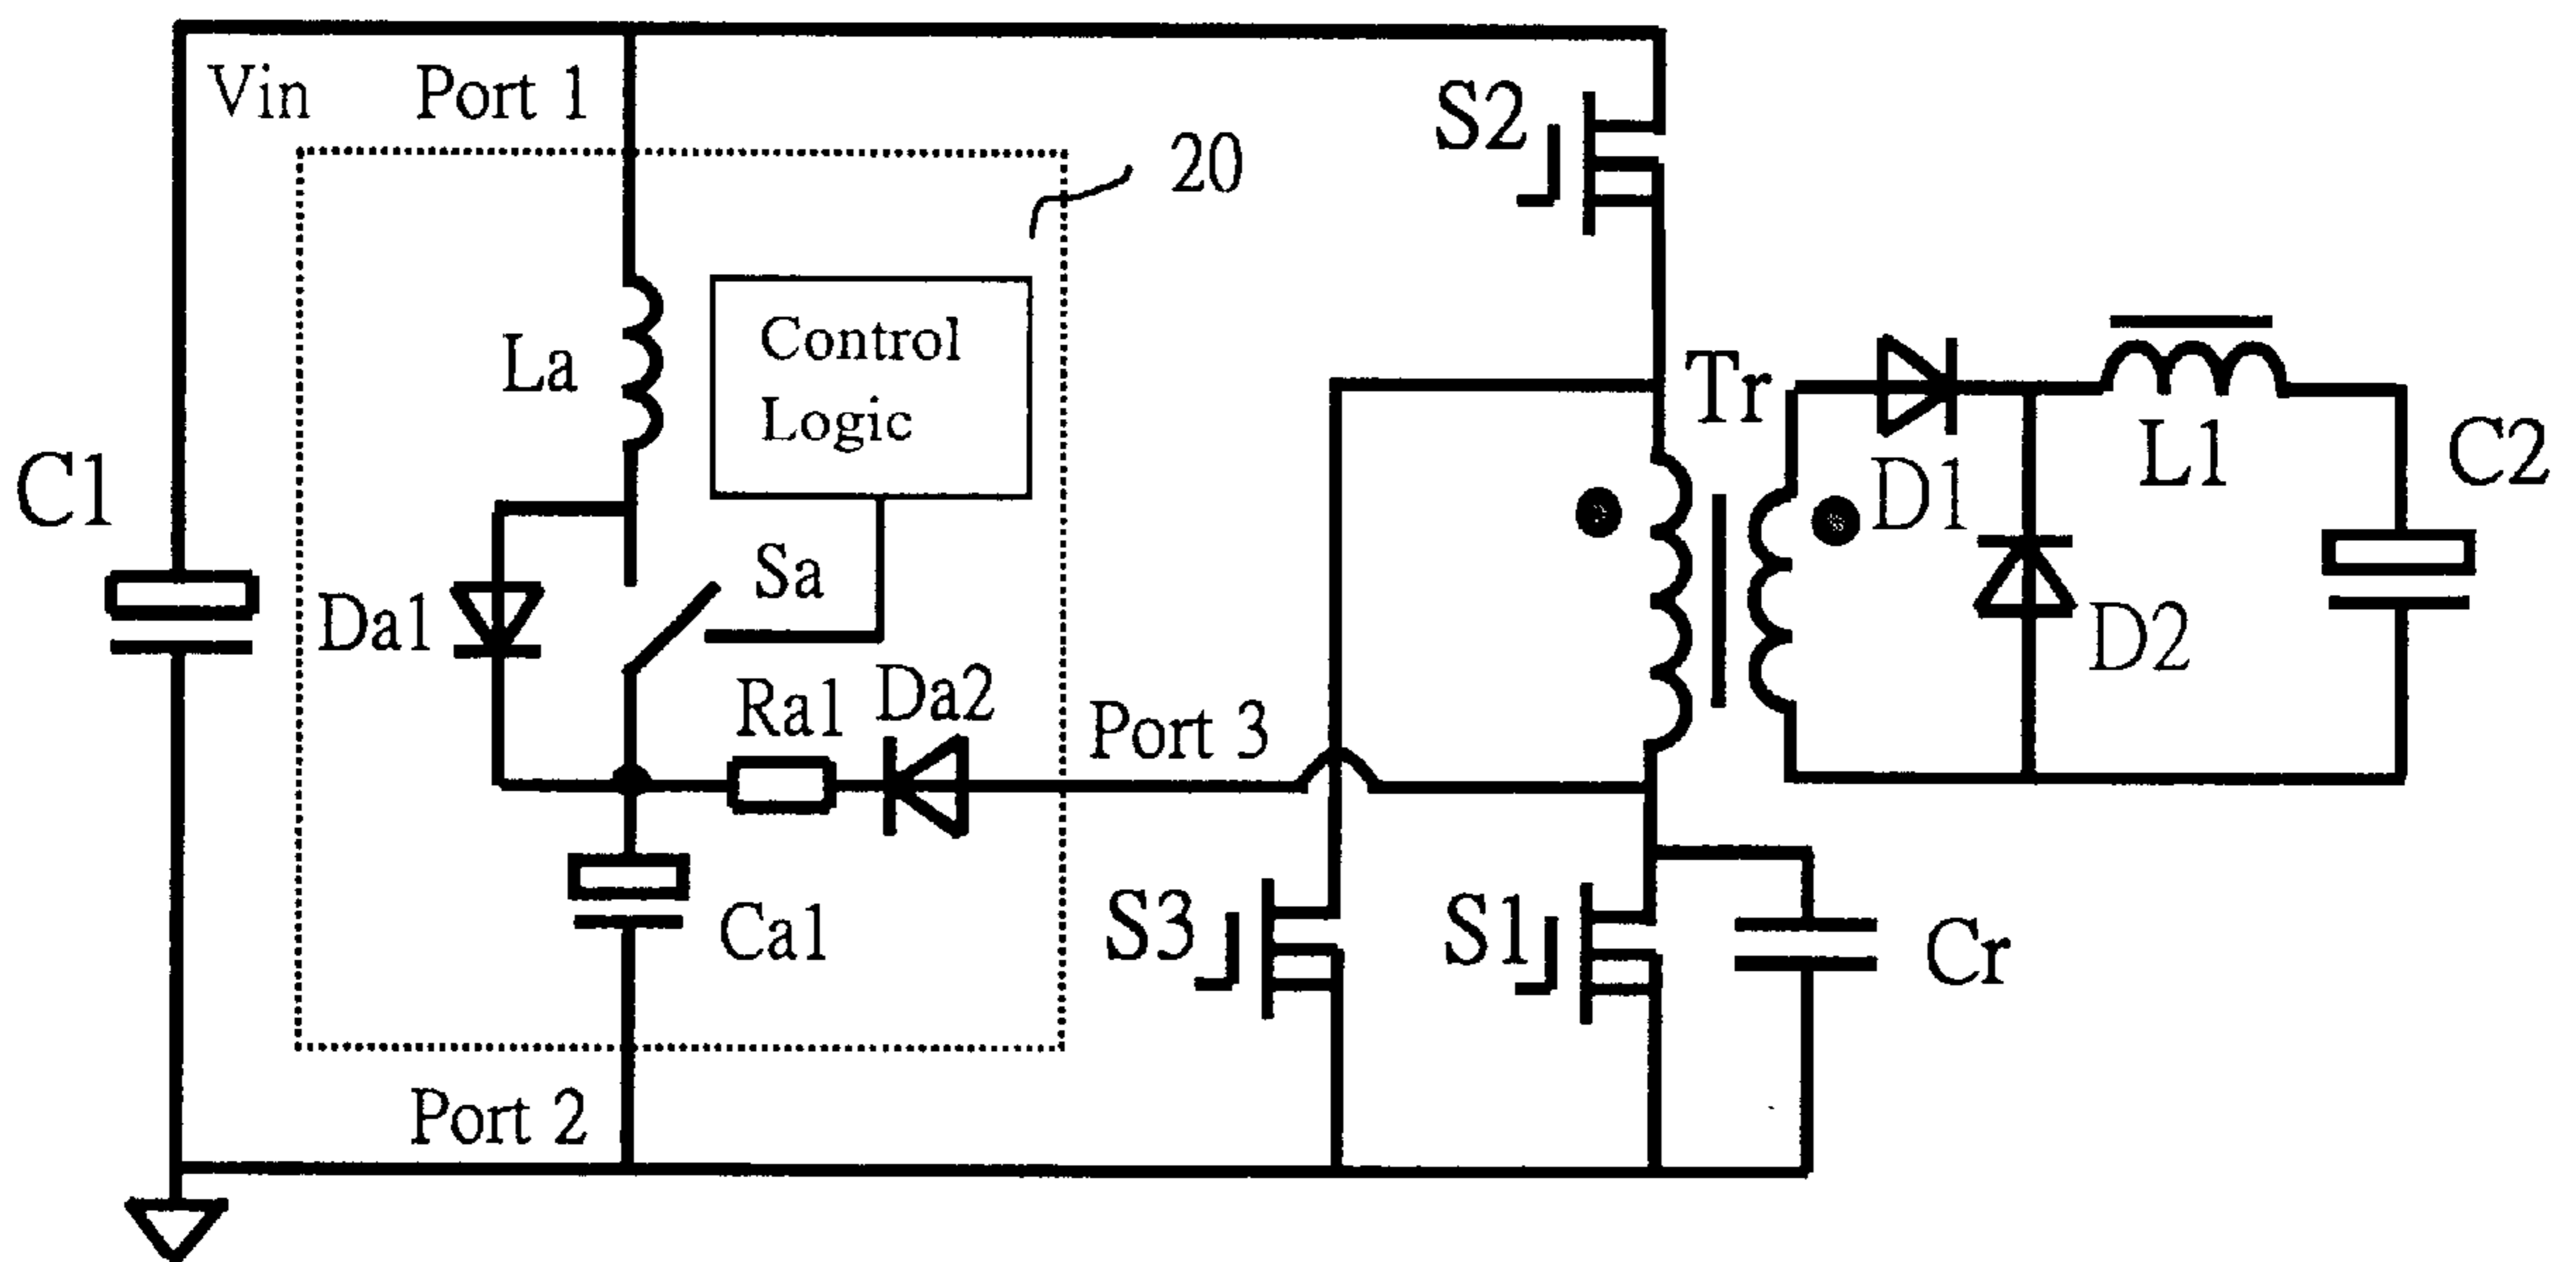 Vin
Port 1
S2
20
Control
Logic
La
Tr
C1
D1
L1
C2
Sa
Da1
D2
Ra1
Da2
Port 3
Ca1
S3
S1
Cr
Port 2